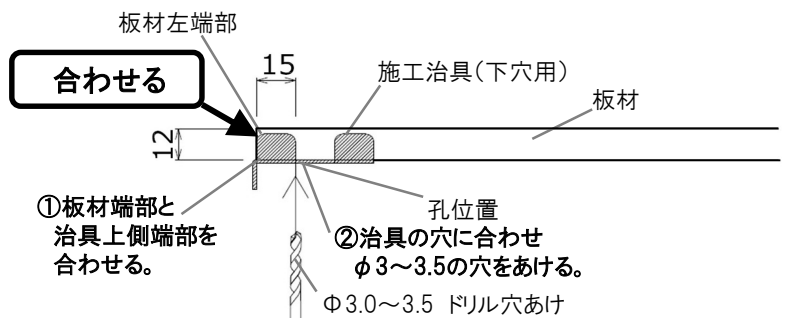 板材左端部
合わせる
15
施工治具(下穴用)
板材
12
①板材端部と
治具上側端部を
合わせる。
孔位置
②治具の穴に合わせ
φ3～3.5の穴をあける。
Φ3.0～3.5 ドリル穴あけ